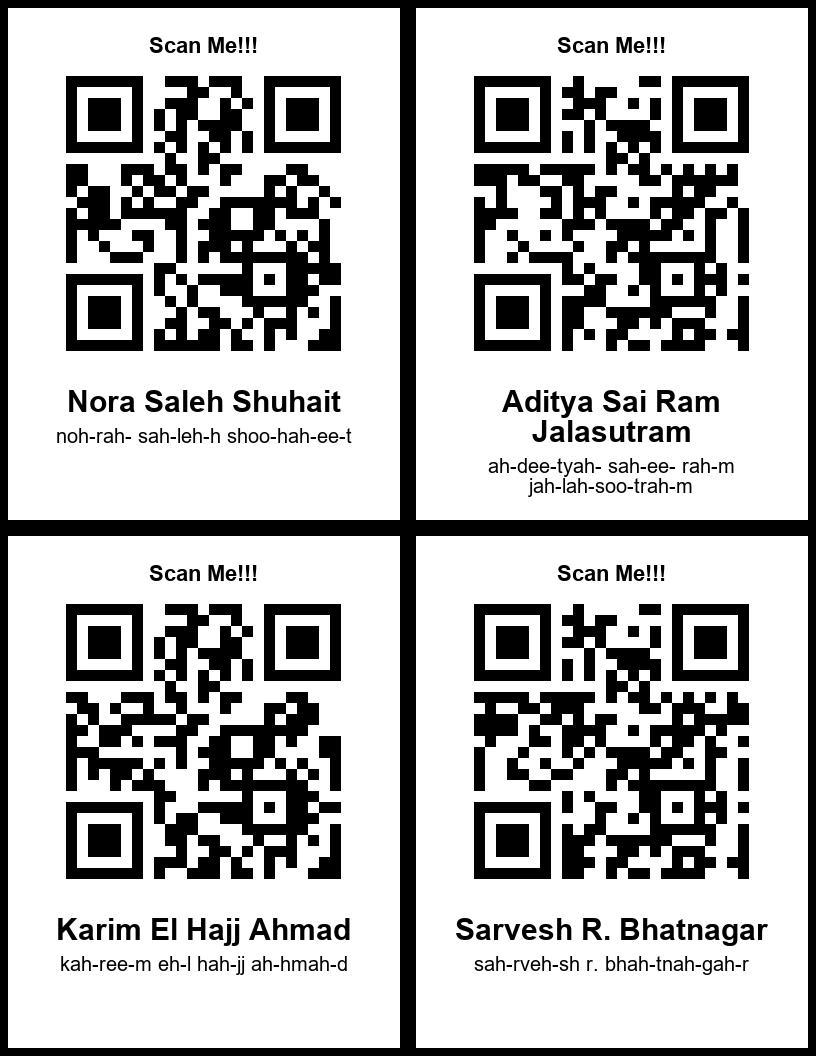 Scan Me!!!
Nora Saleh Shuhait
noh-rah- sah-leh-h shoo-hah-ee-t
Scan Me!!!
Aditya Sai Ram
Jalasutram
ah-dee-tyah- sah-ee- rah-m
jah-lah-soo-trah-m
Scan Me!!!
Karim El Hajj Ahmad
kah-ree-m eh-l hah-jj ah-hmah-d
Scan Me!!!
Sarvesh R. Bhatnagar
sah-rveh-sh r. bhah-tnah-gah-r